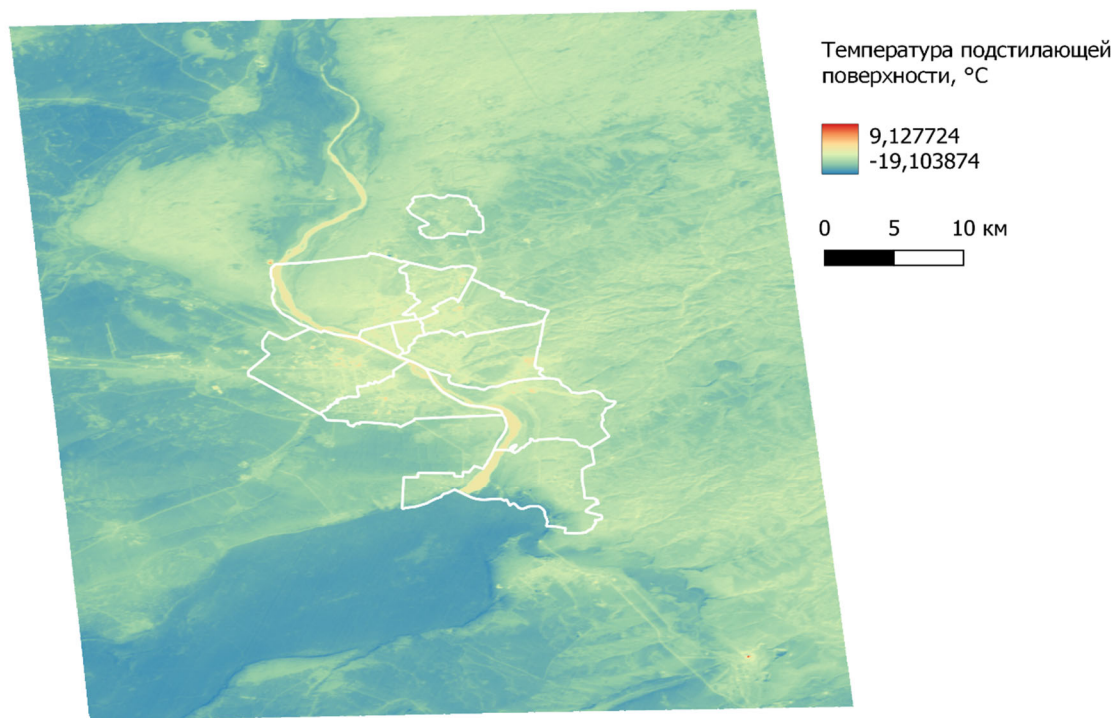 Температура подстилающей
поверхности, °C
9,127724
-19,103874
0 5 10 км